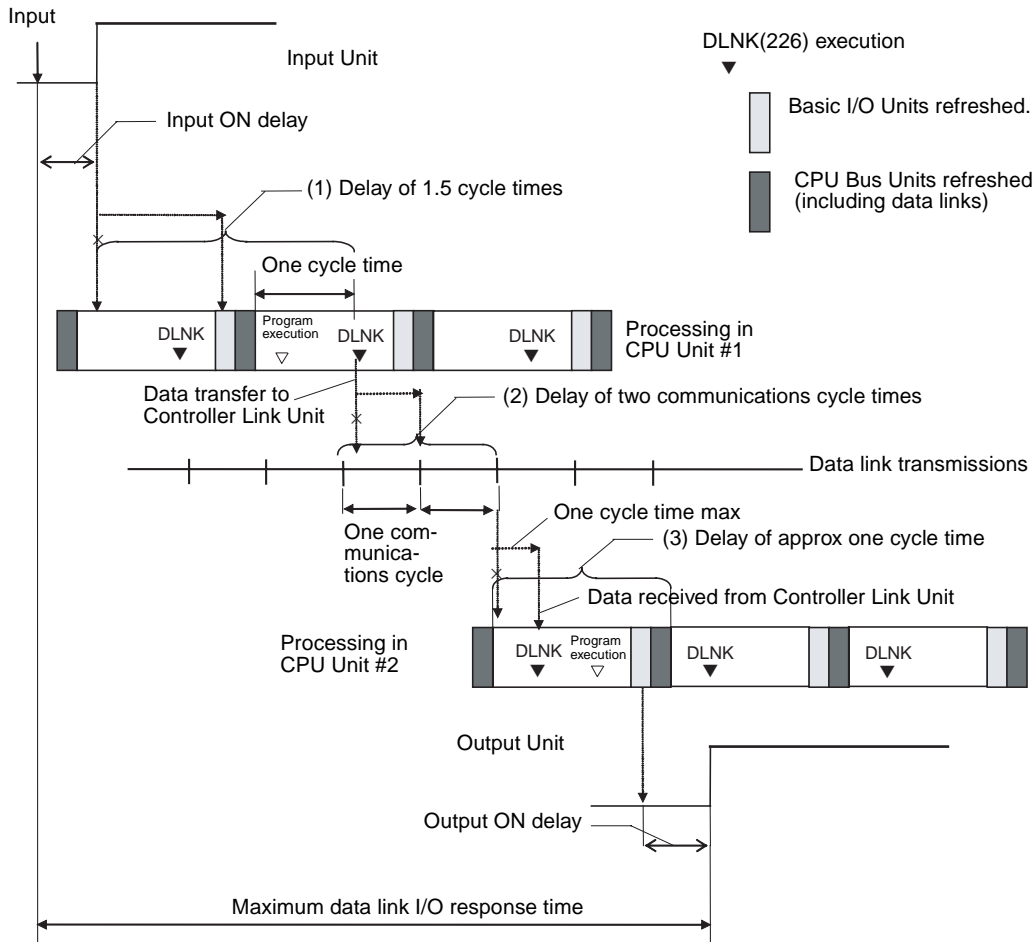 Input
Input Unit
DLNK(226) execution
Basic I/O Units refreshed.
Input ON delay
CPU Bus Units refreshed
(including data links)
(1) Delay of 1.5 cycle times
One cycle time
DLNK
Program
execution
DLNK
DLNK
Processing in
CPU Unit #1
Data transfer to
Controller Link Unit
(2) Delay of two communications cycle times
Data link transmissions
One com-
munica-
tions cycle
One cycle time max
(3) Delay of approx one cycle time
Data received from Controller Link Unit
Processing in
CPU Unit #2
DLNK
Program
execution
DLNK
DLNK
Output Unit
Output ON delay
Maximum data link I/O response time